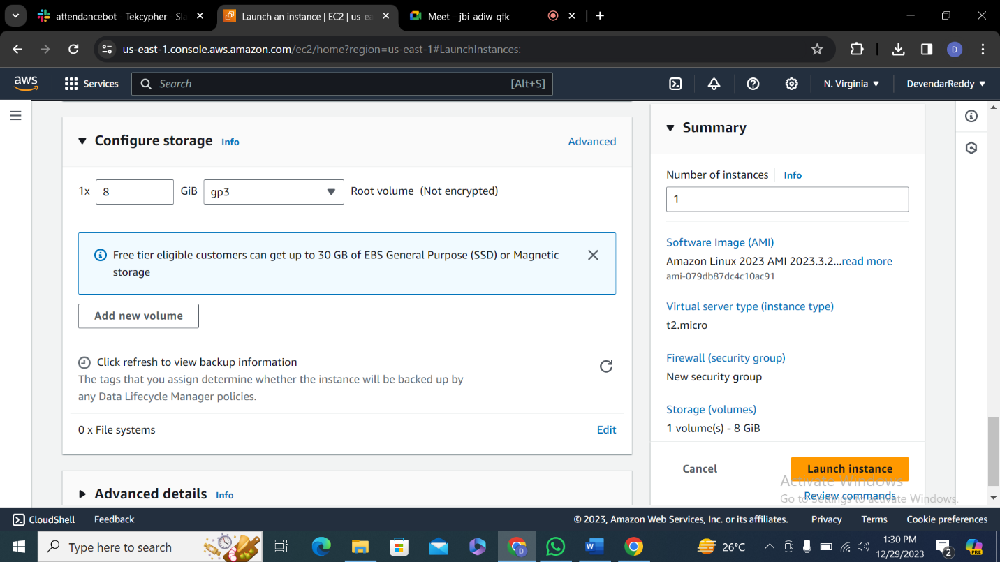 attendancebot - Tekcypher - Sla
Launch an instance | EC2 | us-ea
Meet – jbi-adiw-qfk
us-east-1.console.aws.amazon.com/ec2/home?region=us-east-1#LaunchInstances:
D
aws
Services
Search
[Alt+S]
N. Virginia
DevendarReddy
Configure storage Info
Advanced
1x
8
GiB
gp3
Root volume (Not encrypted)
Free tier eligible customers can get up to 30 GB of EBS General Purpose (SSD) or Magnetic
storage
Add new volume
Click refresh to view backup information
The tags that you assign determine whether the instance will be backed up by
any Data Lifecycle Manager policies.
0 x File systems
Edit
Advanced details Info
Summary
Number of instances
Info
1
Software Image (AMI)
Amazon Linux 2023 AMI 2023.3.2...read more
ami-079db87dc4c10ac91
Virtual server type (instance type)
t2.micro
Firewall (security group)
New security group
Storage (volumes)
1 volume(s) - 8 GiB
Cancel
Launch instance
Activate Windows
Review commands
Go to Settings to activate Windows.
CloudShell
Feedback
© 2023, Amazon Web Services, Inc. or its affiliates.
Privacy
Terms
Cookie preferences
Type here to search
D
W
26°C
1:30 PM
12/29/2023
2
PRE